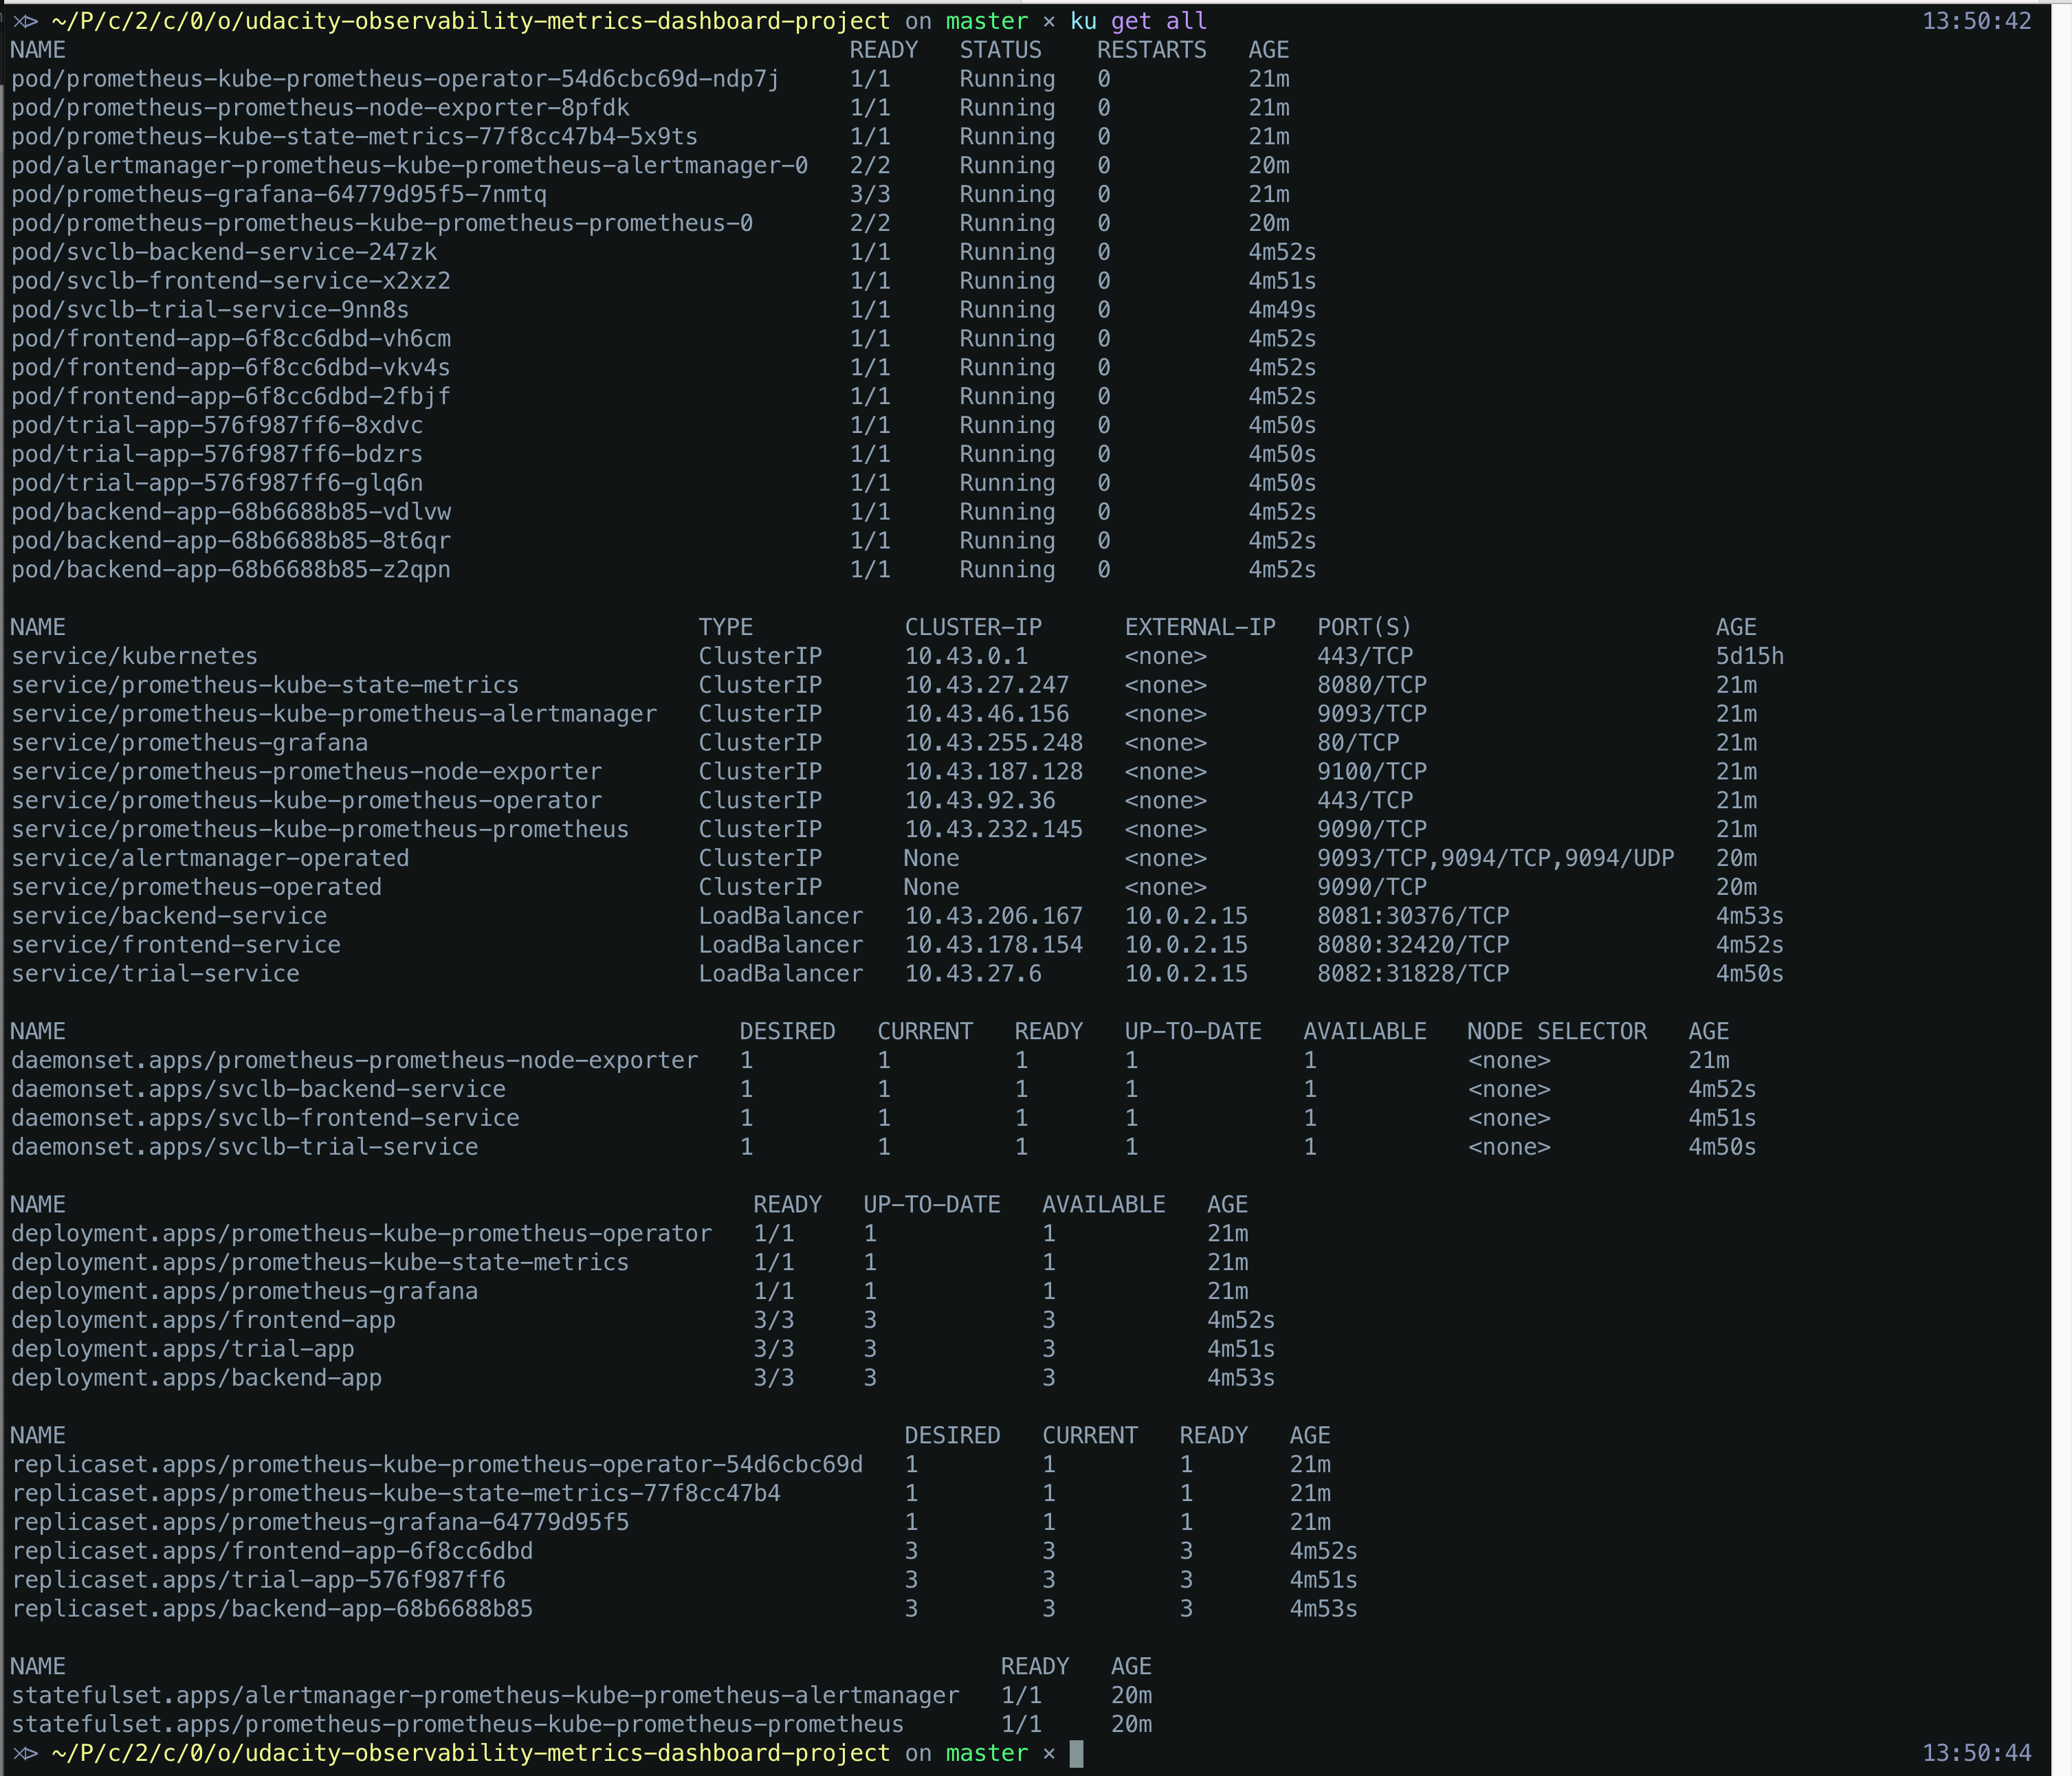 ~/P/c/2/c/0/o/udacity-observability-metrics-dashboard-project on master × ku get all 13:50:42
NAME READY STATUS RESTARTS AGE
pod/prometheus-kube-prometheus-operator-54d6cbc69d-ndp7j 1/1 Running 0 21m
pod/prometheus-prometheus-node-exporter-8pfdk 1/1 Running 0 21m
pod/prometheus-kube-state-metrics-77f8cc47b4-5x9ts 1/1 Running 0 21m
pod/alertmanager-prometheus-kube-prometheus-alertmanager-0 2/2 Running 0 20m
pod/prometheus-grafana-64779d95f5-7nmtq 3/3 Running 0 21m
pod/prometheus-prometheus-kube-prometheus-prometheus-0 2/2 Running 0 20m
pod/svclb-backend-service-247zk 1/1 Running 0 4m52s
pod/svclb-frontend-service-x2xz2 1/1 Running 0 4m51s
pod/svclb-trial-service-9nn8s 1/1 Running 0 4m49s
pod/frontend-app-6f8cc6dbd-vh6cm 1/1 Running 0 4m52s
pod/frontend-app-6f8cc6dbd-vkv4s 1/1 Running 0 4m52s
pod/frontend-app-6f8cc6dbd-2fbjf 1/1 Running 0 4m52s
pod/trial-app-576f987ff6-8xdvc 1/1 Running 0 4m50s
pod/trial-app-576f987ff6-bdzrs 1/1 Running 0 4m50s
pod/trial-app-576f987ff6-glq6n 1/1 Running 0 4m50s
pod/backend-app-68b6688b85-vdlvw 1/1 Running 0 4m52s
pod/backend-app-68b6688b85-8t6qr 1/1 Running 0 4m52s
pod/backend-app-68b6688b85-z2qpn 1/1 Running 0 4m52s
NAME TYPE CLUSTER-IP EXTERNAL-IP PORT(S) AGE
service/kubernetes ClusterIP 10.43.0.1 <none> 443/TCP 5d15h
service/prometheus-kube-state-metrics ClusterIP 10.43.27.247 <none> 8080/TCP 21m
service/prometheus-kube-prometheus-alertmanager ClusterIP 10.43.46.156 <none> 9093/TCP 21m
service/prometheus-grafana ClusterIP 10.43.255.248 <none> 80/TCP 21m
service/prometheus-prometheus-node-exporter ClusterIP 10.43.187.128 <none> 9100/TCP 21m
service/prometheus-kube-prometheus-operator ClusterIP 10.43.92.36 <none> 443/TCP 21m
service/prometheus-kube-prometheus-prometheus ClusterIP 10.43.232.145 <none> 9090/TCP 21m
service/alertmanager-operated ClusterIP None <none> 9093/TCP,9094/TCP,9094/UDP 20m
service/prometheus-operated ClusterIP None <none> 9090/TCP 20m
service/backend-service LoadBalancer 10.43.206.167 10.0.2.15 8081:30376/TCP 4m53s
service/frontend-service LoadBalancer 10.43.178.154 10.0.2.15 8080:32420/TCP 4m52s
service/trial-service LoadBalancer 10.43.27.6 10.0.2.15 8082:31828/TCP 4m50s
NAME DESIRED CURRENT READY UP-TO-DATE AVAILABLE NODE SELECTOR AGE
daemonset.apps/prometheus-prometheus-node-exporter 1 1 1 1 1 <none> 21m
daemonset.apps/svclb-backend-service 1 1 1 1 1 <none> 4m52s
daemonset.apps/svclb-frontend-service 1 1 1 1 1 <none> 4m51s
daemonset.apps/svclb-trial-service 1 1 1 1 1 <none> 4m50s
NAME READY UP-TO-DATE AVAILABLE AGE
deployment.apps/prometheus-kube-prometheus-operator 1/1 1 1 21m
deployment.apps/prometheus-kube-state-metrics 1/1 1 1 21m
deployment.apps/prometheus-grafana 1/1 1 1 21m
deployment.apps/frontend-app 3/3 3 3 4m52s
deployment.apps/trial-app 3/3 3 3 4m51s
deployment.apps/backend-app 3/3 3 3 4m53s
NAME DESIRED CURRENT READY AGE
replicaset.apps/prometheus-kube-prometheus-operator-54d6cbc69d 1 1 1 21m
replicaset.apps/prometheus-kube-state-metrics-77f8cc47b4 1 1 1 21m
replicaset.apps/prometheus-grafana-64779d95f5 1 1 1 21m
replicaset.apps/frontend-app-6f8cc6dbd 3 3 3 4m52s
replicaset.apps/trial-app-576f987ff6 3 3 3 4m51s
replicaset.apps/backend-app-68b6688b85 3 3 3 4m53s
NAME READY AGE
statefulset.apps/alertmanager-prometheus-kube-prometheus-alertmanager 1/1 20m
statefulset.apps/prometheus-prometheus-kube-prometheus-prometheus 1/1 20m
~/P/c/2/c/0/o/udacity-observability-metrics-dashboard-project on master × 13:50:44